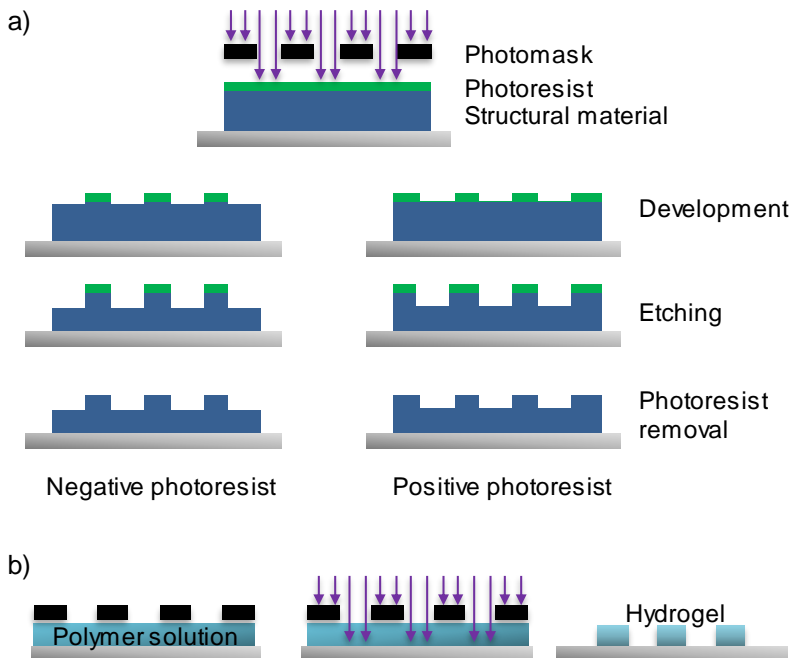 a)
Photomask
Photoresist
Structural material
Development
Etching
Photoresist
removal
Negative photoresist
Positive photoresist
b)
Polymer solution
Hydrogel